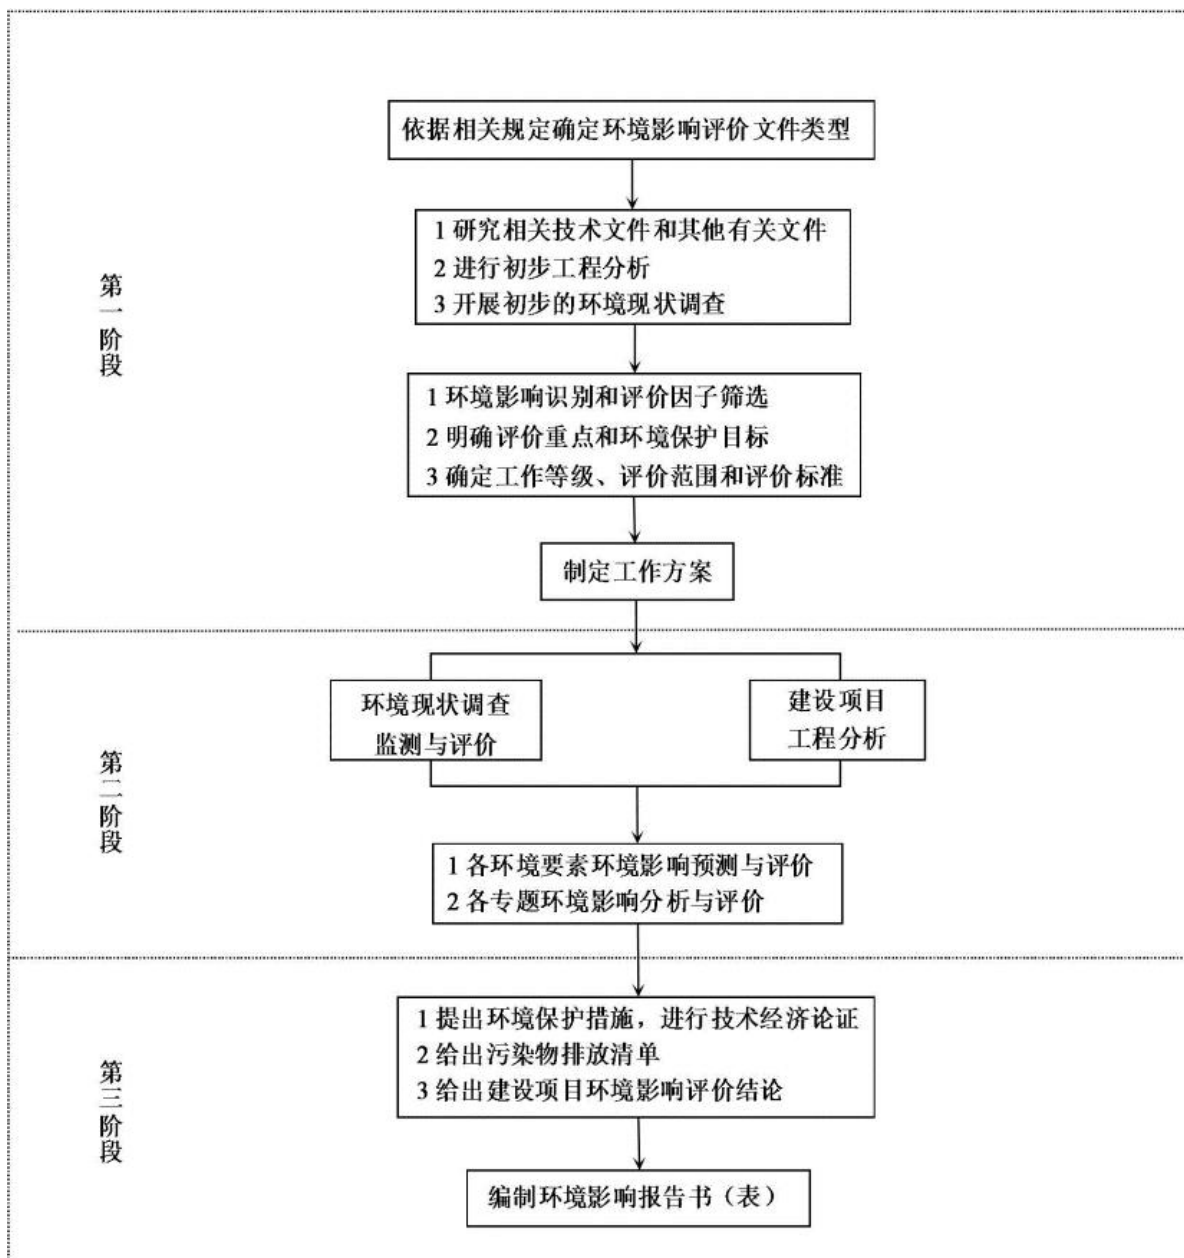 依据相关规定确定环境影响评价文件类型
1 研究相关技术文件和其他有关文件
2 进行初步工程分析
3 开展初步的环境现状调查
第一阶段
1 环境影响识别和评价因子筛选
2 明确评价重点和环境保护目标
3 确定工作等级、评价范围和评价标准
制定工作方案
环境现状调查
监测与评价
建设项目
工程分析
第二阶段
1 各环境要素环境影响预测与评价
2 各专题环境影响分析与评价
1 提出环境保护措施，进行技术经济论证
2 给出污染物排放清单
3 给出建设项目环境影响评价结论
第三阶段
编制环境影响报告书（表）